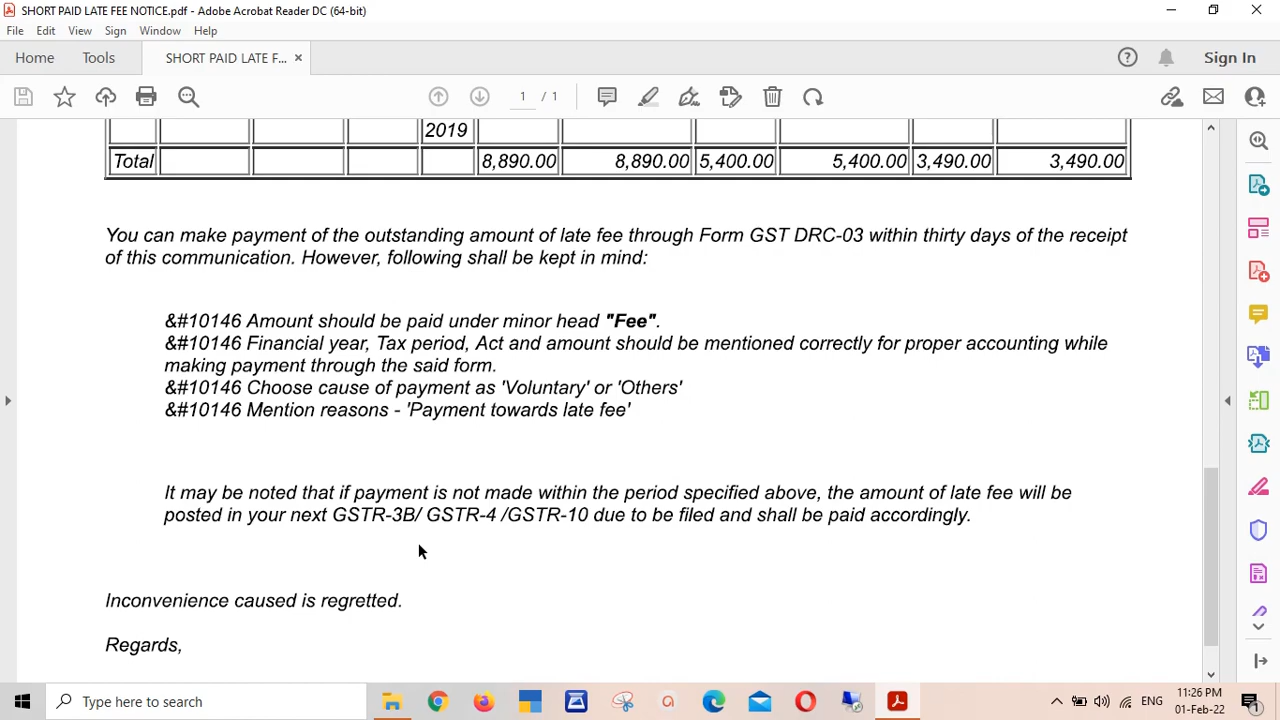 SHORT PAID LATE FEE NOTICE.pdf - Adobe Acrobat Reader DC (64-bit)
File Edit View Sign Window Help
Home Tools SHORT PAID LATE F... × Sign In
1 / 1
2019
Total 8,890.00 8,890.00 5,400.00 5,400.00 3,490.00 3,490.00
You can make payment of the outstanding amount of late fee through Form GST DRC-03 within thirty days of the receipt
of this communication. However, following shall be kept in mind:
&#10146 Amount should be paid under minor head "Fee".
&#10146 Financial year, Tax period, Act and amount should be mentioned correctly for proper accounting while
making payment through the said form.
&#10146 Choose cause of payment as 'Voluntary' or 'Others'
&#10146 Mention reasons - 'Payment towards late fee'
It may be noted that if payment is not made within the period specified above, the amount of late fee will be
posted in your next GSTR-3B/ GSTR-4 /GSTR-10 due to be filed and shall be paid accordingly.
Inconvenience caused is regretted.
Regards,
Type here to search
ENG
11:26 PM
01-Feb-22
1